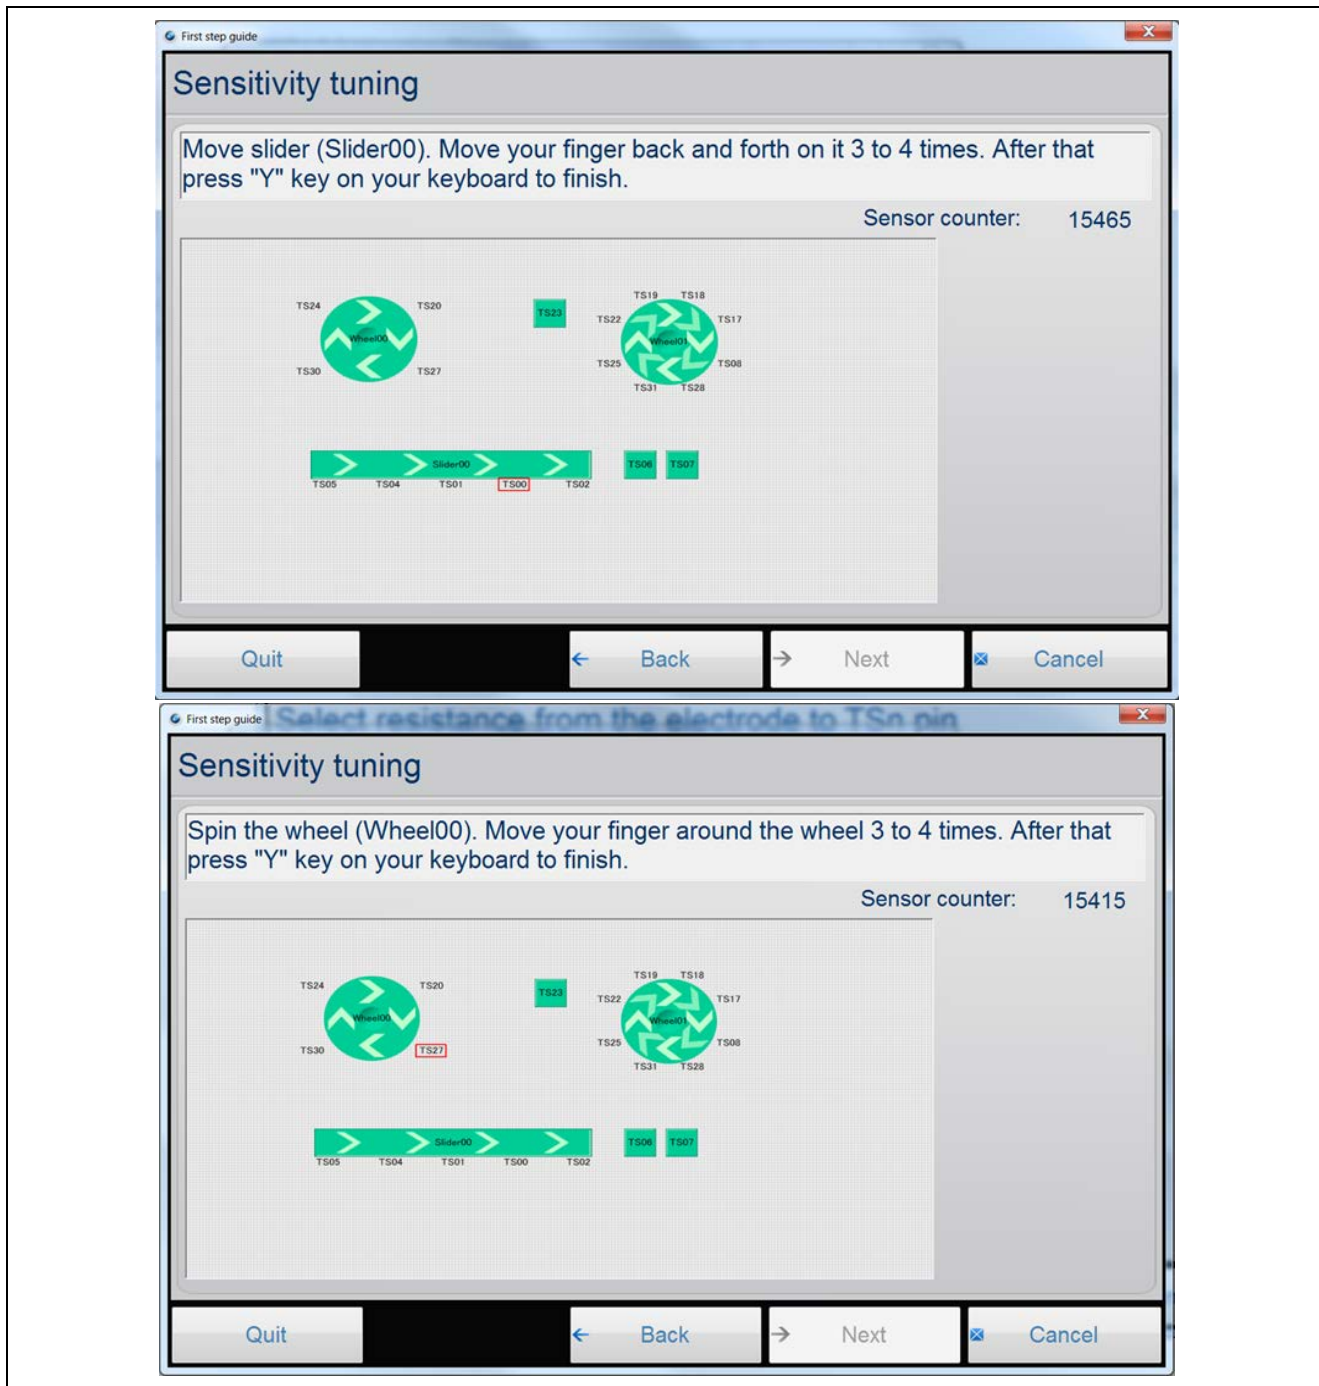 First step guide
Sensitivity tuning
Move slider (Slider00). Move your finger back and forth on it 3 to 4 times. After that
press "Y" key on your keyboard to finish.
Sensor counter: 15465
TS19 TS18
TS24 TS20 TS23 TS22 TS17
Wheel00 Wheel01
TS30 TS27 TS25 TS08
TS31 TS28
Slider00 TS06 TS07
TS05 TS04 TS01 TS00 TS02
Quit Back Next Cancel
First step guide Select resistance from the electrode to TSn pin
Sensitivity tuning
Spin the wheel (Wheel00). Move your finger around the wheel 3 to 4 times. After that
press "Y" key on your keyboard to finish.
Sensor counter: 15415
TS19 TS18
TS24 TS20 TS23 TS22 TS17
Wheel00 Wheel01
TS30 TS27 TS25 TS08
TS31 TS28
Slider00 TS06 TS07
TS05 TS04 TS01 TS00 TS02
Quit Back Next Cancel